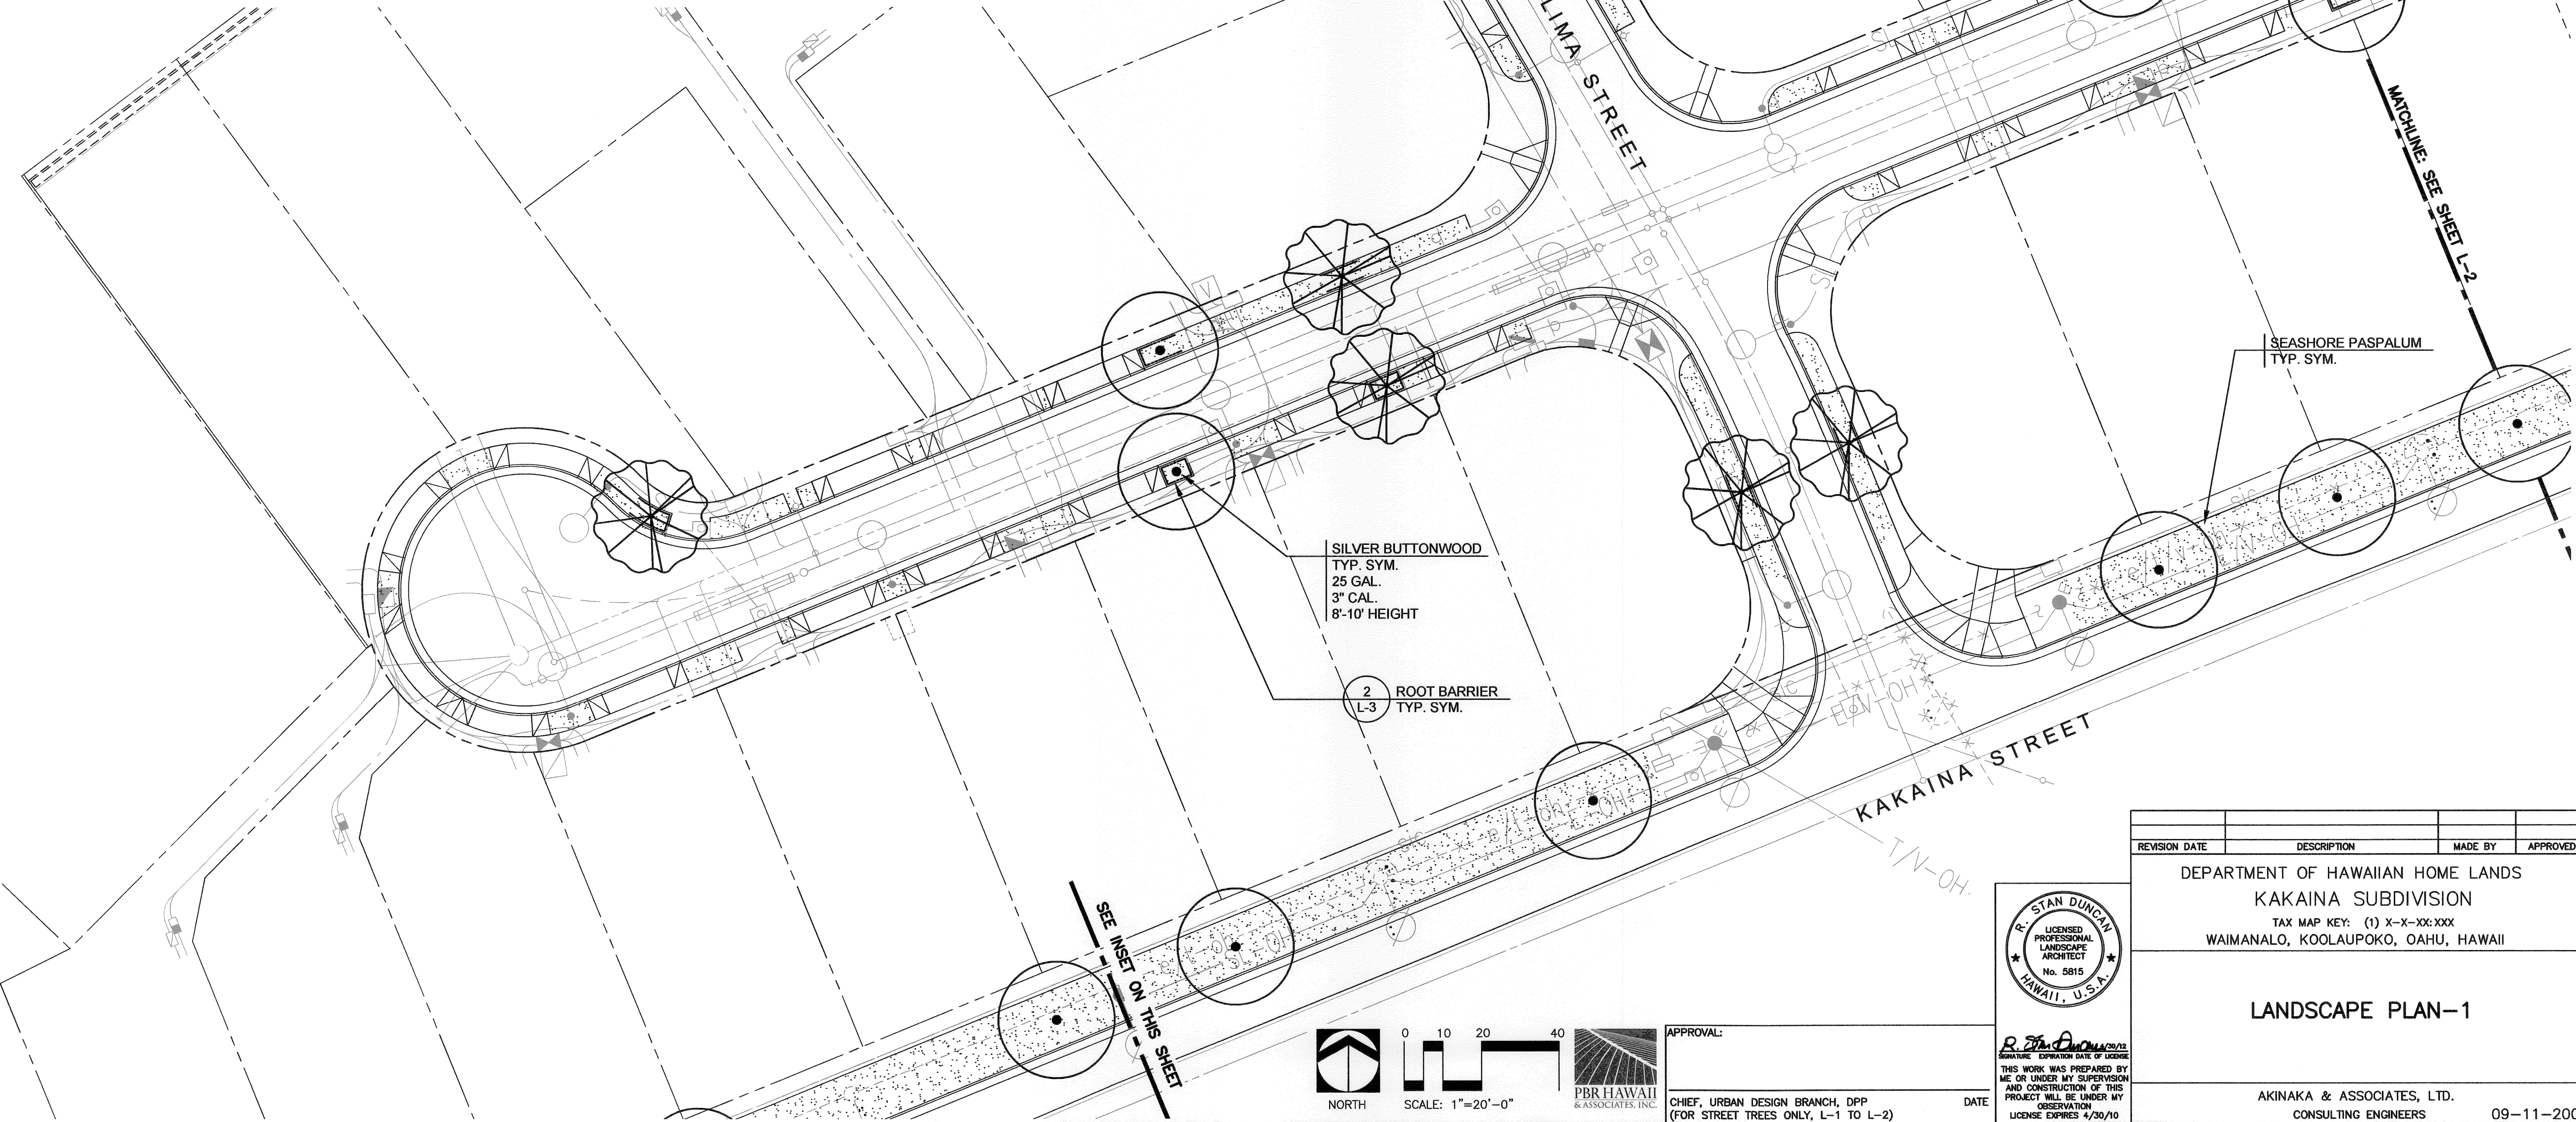 LIMA STREET
MATCHLINE: SEE SHEET L-2
SEASHORE PASPALUM
TYP. SYM.
SILVER BUTTONWOOD
TYP. SYM.
25 GAL.
3" CAL.
8'-10' HEIGHT
2
L-3
ROOT BARRIER
TYP. SYM.
KAKAINA STREET
T/N-OH
SEE INSET ON THIS SHEET
NORTH
0 10 20 40
SCALE: 1"=20'-0"
PBR HAWAII
& ASSOCIATES, INC.
APPROVAL:
CHIEF, URBAN DESIGN BRANCH, DPP DATE
(FOR STREET TREES ONLY, L-1 TO L-2)
R. STAN DUNCAN
LICENSED
PROFESSIONAL
LANDSCAPE
ARCHITECT
No. 5815
HAWAII, U.S.A.
SIGNATURE EXPIRATION DATE OF LICENSE
THIS WORK WAS PREPARED BY
ME OR UNDER MY SUPERVISION
AND CONSTRUCTION OF THIS
PROJECT WILL BE UNDER MY
OBSERVATION
LICENSE EXPIRES 4/30/10
REVISION DATE DESCRIPTION MADE BY APPROVED
DEPARTMENT OF HAWAIIAN HOME LANDS
KAKAINA SUBDIVISION
TAX MAP KEY: (1) X-X-XX:XXX
WAIMANALO, KOOLAUPOKO, OAHU, HAWAII
LANDSCAPE PLAN-1
AKINAKA & ASSOCIATES, LTD.
CONSULTING ENGINEERS 09-11-200